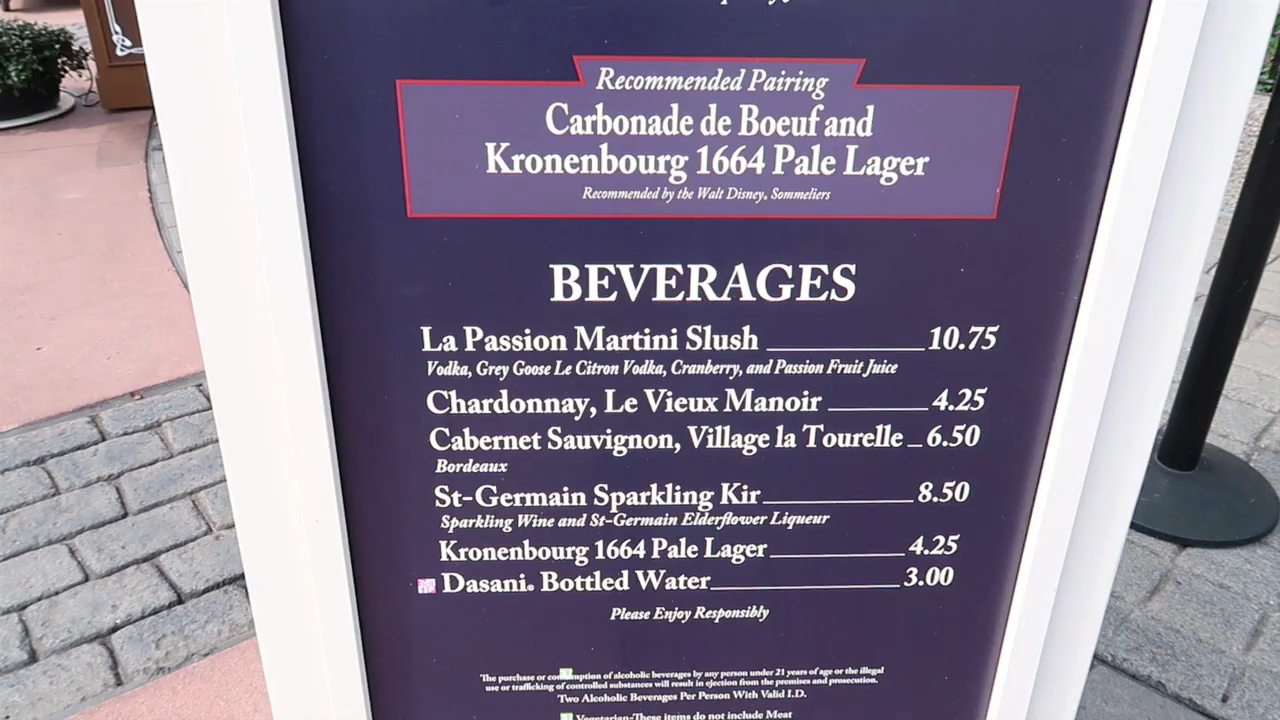 Recommended Pairing
Carbonade de Boeuf and
Kronenbourg 1664 Pale Lager
Recommended by the Walt Disney® Sommeliers
BEVERAGES
La Passion Martini Slush 10.75
Vodka, Grey Goose Le Citron Vodka, Cranberry, and Passion Fruit Juice
Chardonnay, Le Vieux Manoir 4.25
Cabernet Sauvignon, Village la Tourelle 6.50
Bordeaux
St-Germain Sparkling Kir 8.50
Sparkling Wine and St-Germain Elderflower Liqueur
Kronenbourg 1664 Pale Lager 4.25
Dasani® Bottled Water 3.00
Please Enjoy Responsibly
The purchase or consumption of alcoholic beverages by any person under 21 years of age or the illegal
use or trafficking of controlled substances will result in ejection from the premises and prosecution.
Two Alcoholic Beverages Per Person With Valid I.D.
Vegetarian-These items do not include Meat